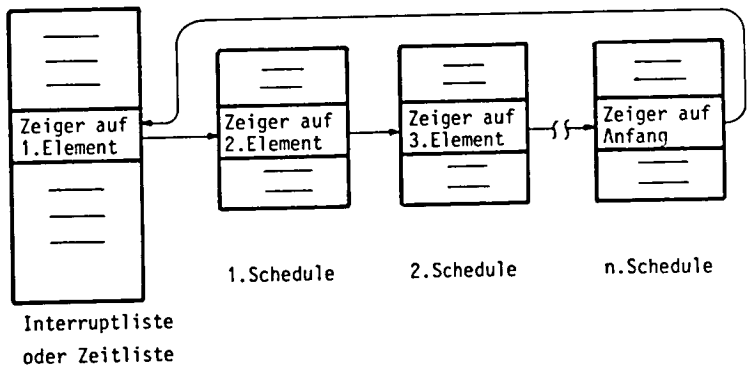 Zeiger auf
1.Element
Zeiger auf
2.Element
Zeiger auf
3.Element
Zeiger auf
Anfang
1.Schedule
2.Schedule
n.Schedule
Interruptliste
oder Zeitliste